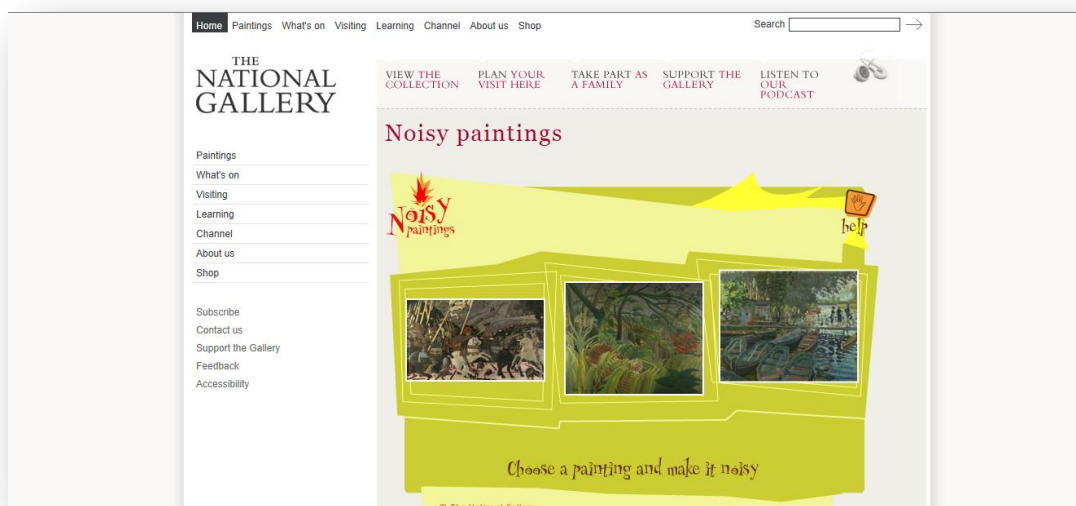 Home Paintings What's on Visiting Learning Channel About us Shop
Search
THE
NATIONAL
GALLERY
VIEW THE
COLLECTION
PLAN YOUR
VISIT HERE
TAKE PART AS
A FAMILY
SUPPORT THE
GALLERY
LISTEN TO
OUR
PODCAST
Noisy paintings
Paintings
What's on
Visiting
Learning
Channel
About us
Shop
Subscribe
Contact us
Support the Gallery
Feedback
Accessibility
Noisy
paintings
help
Choose a painting and make it noisy
© The National Gallery